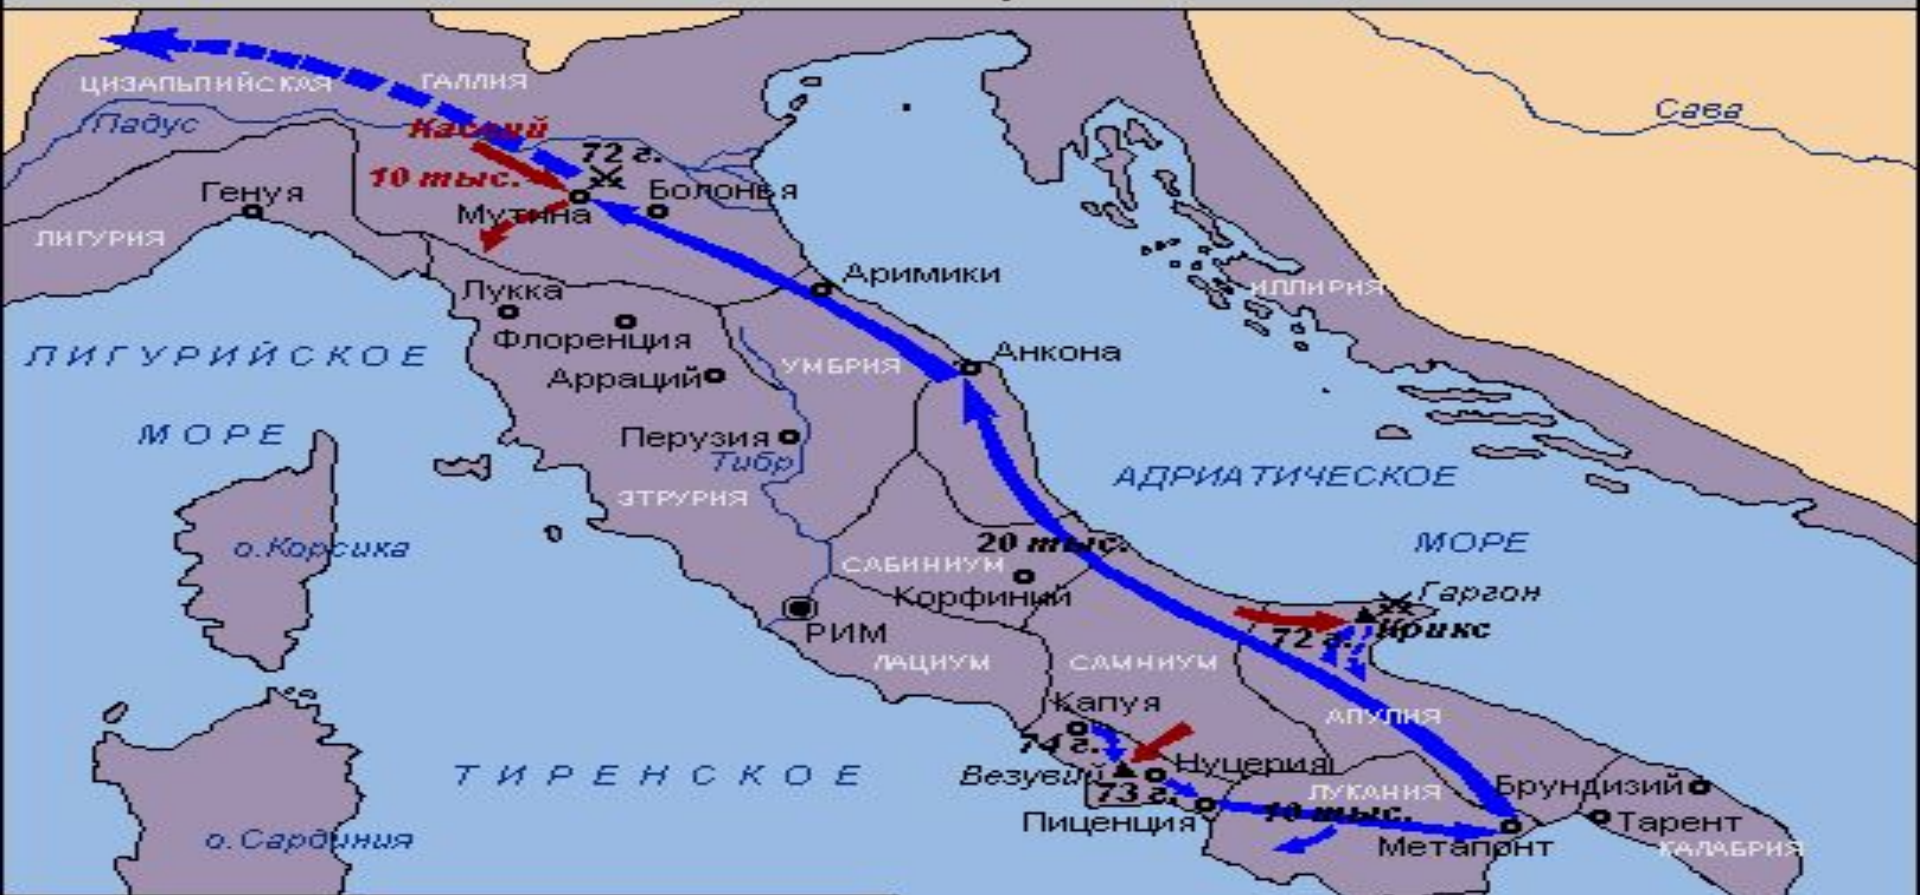 ЦИЗАЛЬПИЙСКАЯ ГАЛЛИЯ
Падус
Сава
Кассий
72 г.
10 тыс.
Болонья
Генуя
Мутина
ЛИГУРИЯ
Аримики
ИЛЛИРИЯ
Лукка
Флоренция
ЛИГУРИЙСКОЕ
МОРЕ
УМБРИЯ
Анкона
Арраций
Перузия
Тибр
ЭТРУРИЯ
АДРИАТИЧЕСКОЕ
МОРЕ
о.Корсика
20 тыс.
САБИНИУМ
Корфиний
Гаргон
Крикс
72 г.
РИМ
ЛАЦИУМ
САМНИУМ
Капуя
74 г.
АПУЛИЯ
ТИРЕНСКОЕ
Везувий
Нуцерия
73 г.
ЛУКАНИЯ
Брундизий
10 тыс.
Пиценция
Тарент
о.Сардиния
Метапонт
КАЛАБРИЯ